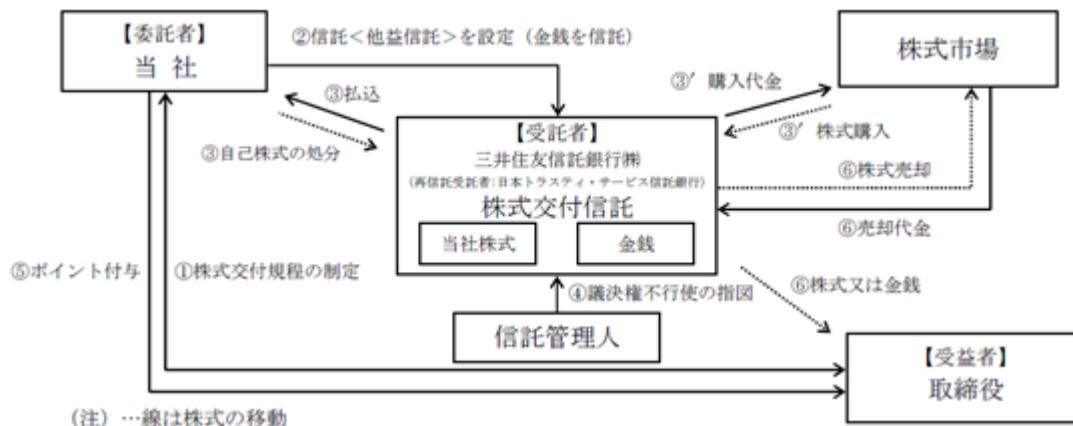 【委託者】
当 社
②信託＜他益信託＞を設定（金銭を信託）
株式市場
③払込
③′購入代金
③自己株式の処分
【受託者】
三井住友信託銀行㈱
（再信託受託者：日本トラスティ・サービス信託銀行）
株式交付信託
当社株式
金銭
③′株式購入
⑥株式売却
⑥売却代金
⑤ポイント付与
①株式交付規程の制定
④議決権不行使の指図
⑥株式又は金銭
信託管理人
【受益者】
取締役
（注）…線は株式の移動